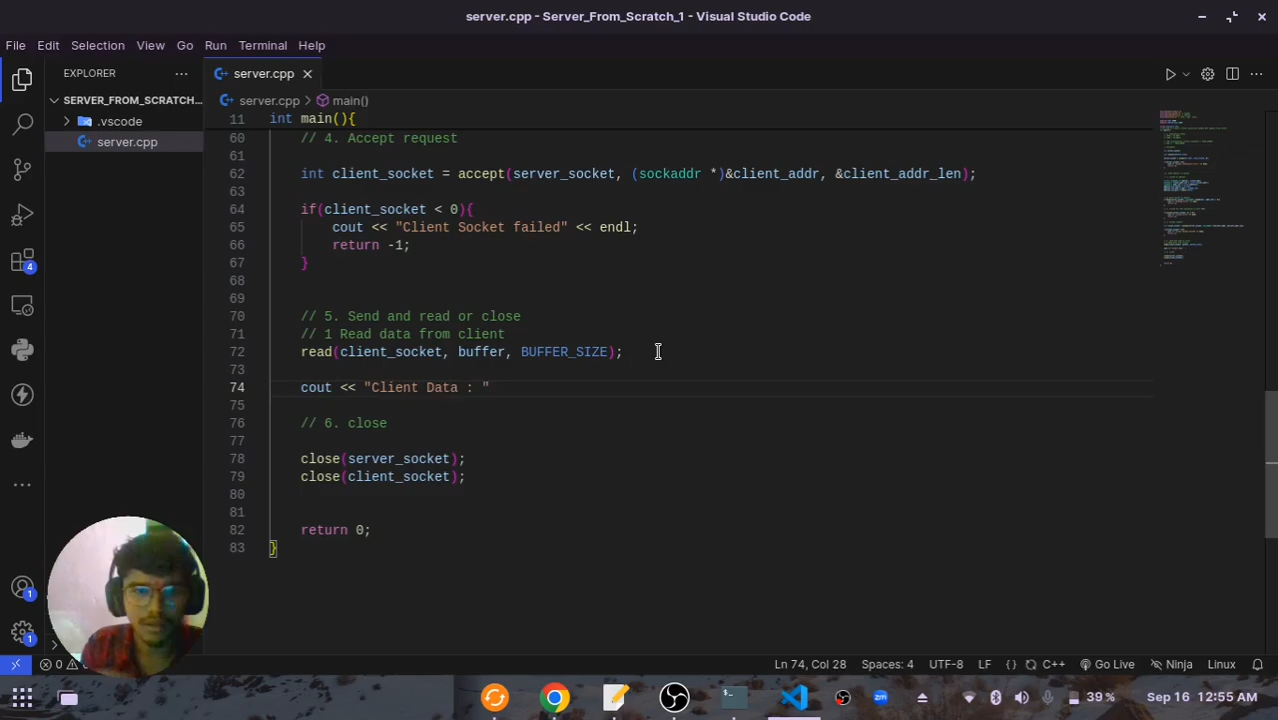 server.cpp - Server_From_Scratch_1 - Visual Studio Code
File Edit Selection View Go Run Terminal Help
EXPLORER
server.cpp
SERVER_FROM_SCRATCH...
server.cpp > main()
.vscode
server.cpp
11 int main(){
60 // 4. Accept request
61
62 int client_socket = accept(server_socket, (sockaddr *)&client_addr, &client_addr_len);
63
64 if(client_socket < 0){
65 cout << "Client Socket failed" << endl;
66 return -1;
67 }
68
69
70 // 5. Send and read or close
71 // 1 Read data from client
72 read(client_socket, buffer, BUFFER_SIZE);
73
74 cout << "Client Data : "
75
76 // 6. close
77
78 close(server_socket);
79 close(client_socket);
80
81
82 return 0;
83 }
4
1
1
0
Ln 74, Col 28 Spaces: 4 UTF-8 LF {} C++ Go Live Ninja Linux
zm 39 % Sep 16 12:55 AM